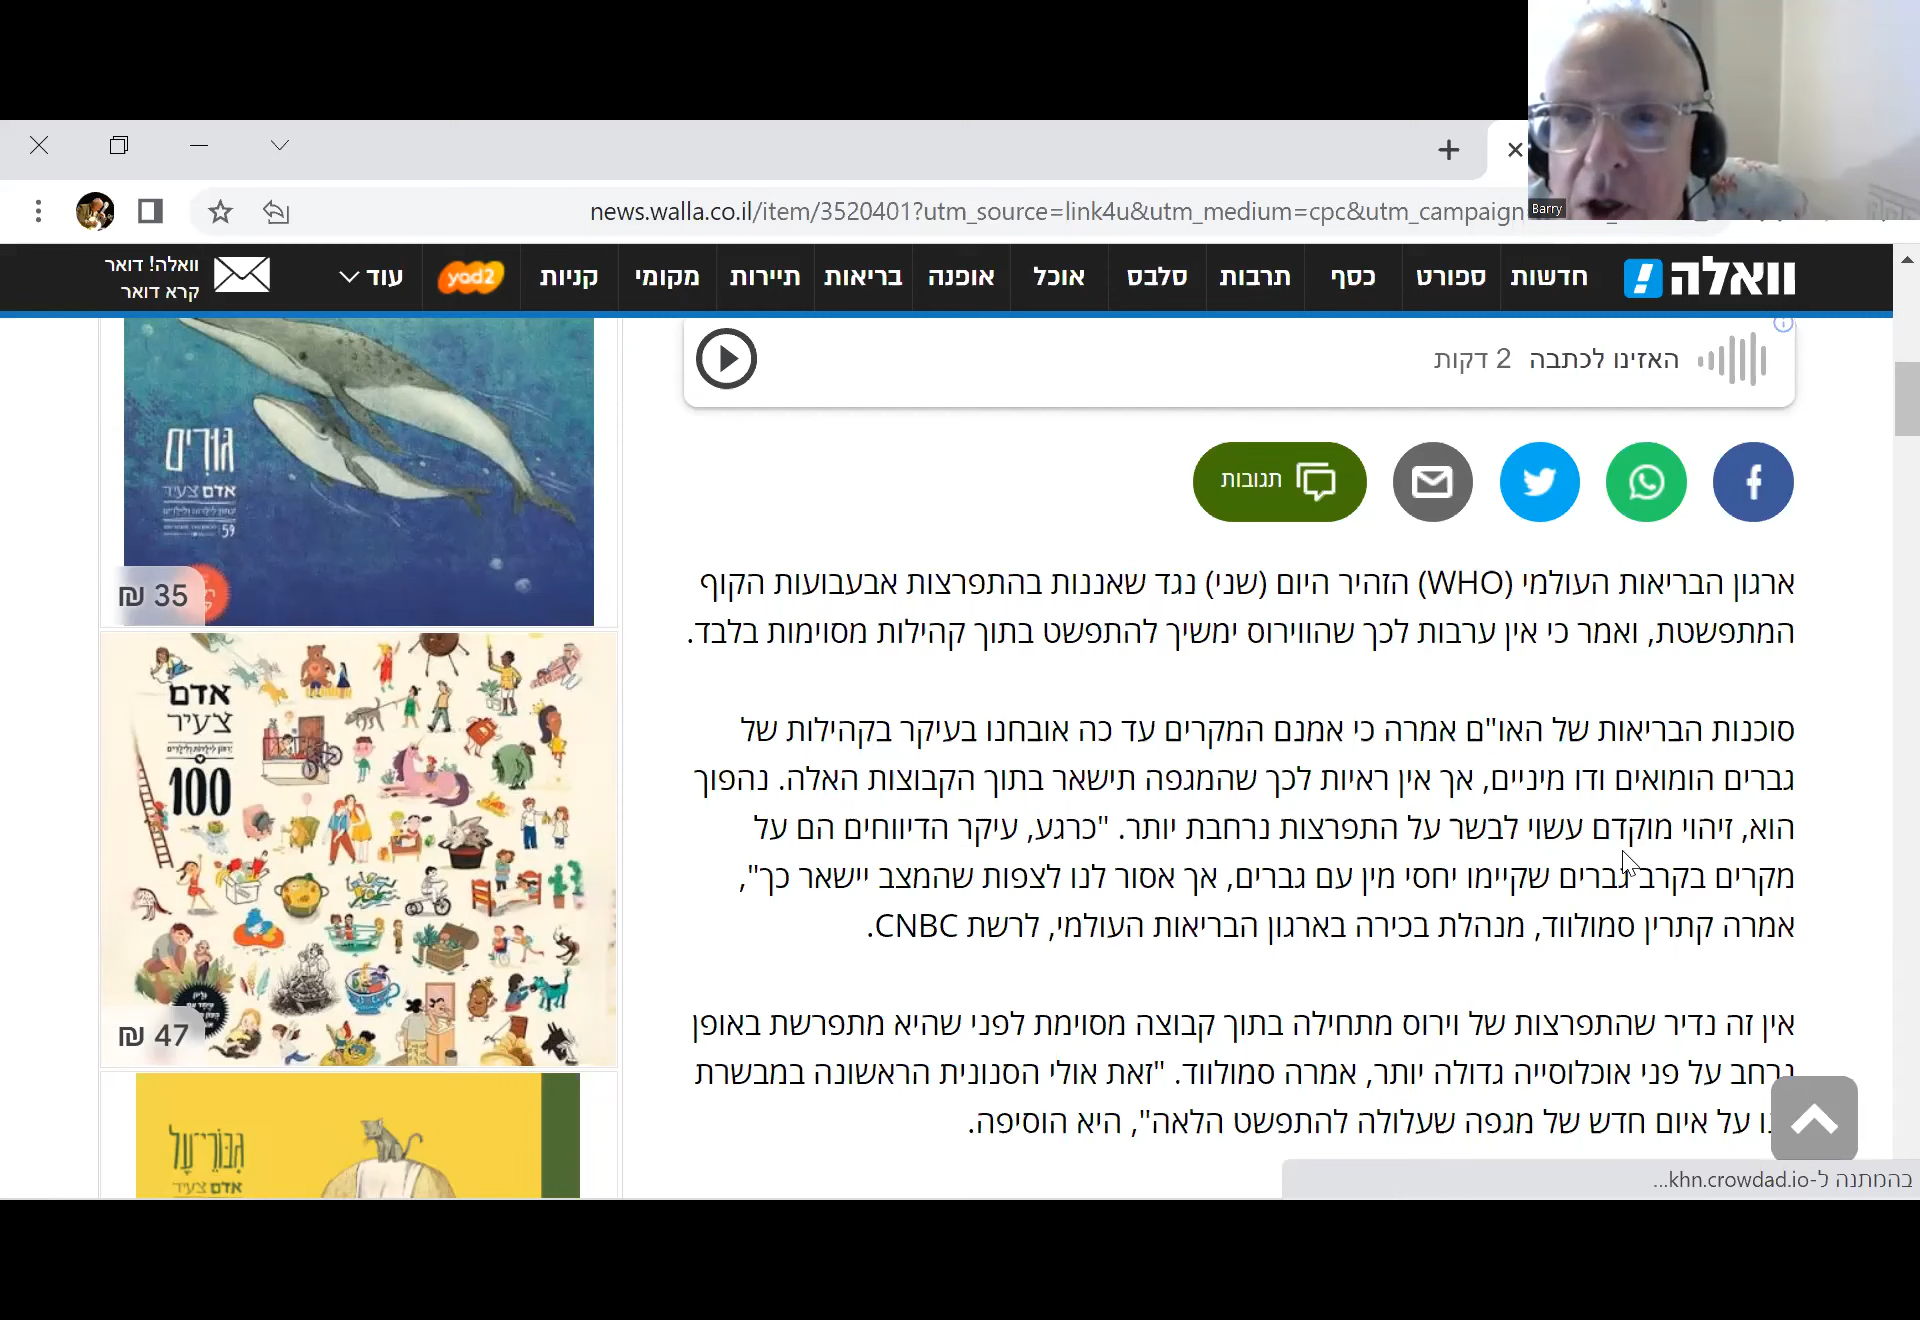 Barry
news.walla.co.il/item/3520401?utm_source=link4u&utm_medium=cpc&utm_campaign
וואלה!
חדשות
ספורט
כסף
תרבות
סלבס
אוכל
אופנה
בריאות
תיירות
מקומי
קניות
yad2
עוד
וואלה! דואר
קרא דואר
האזינו לכתבה 2 דקות
תגובות
ארגון הבריאות העולמי (WHO) הזהיר היום (שני) נגד שאננות בהתפרצות אבעבועות הקוף
המתפשטת, ואמר כי אין ערבות לכך שהווירוס ימשיך להתפשט בתוך קהילות מסוימות בלבד.
סוכנות הבריאות של האו"ם אמרה כי אמנם המקרים עד כה אובחנו בעיקר בקהילות של
גברים הומואים ודו מיניים, אך אין ראיות לכך שהמגפה תישאר בתוך הקבוצות האלה. נהפוך
הוא, זיהוי מוקדם עשוי לבשר על התפרצות נרחבת יותר. "כרגע, עיקר הדיווחים הם על
מקרים בקרב גברים שקיימו יחסי מין עם גברים, אך אסור לנו לצפות שהמצב יישאר כך",
אמרה קתרין סמולווד, מנהלת בכירה בארגון הבריאות העולמי, לרשת CNBC.
אין זה נדיר שהתפרצות של וירוס מתחילה בתוך קבוצה מסוימת לפני שהיא מתפרשת באופן
נרחב על פני אוכלוסייה גדולה יותר, אמרה סמולווד. "זאת אולי הסנונית הראשונה במבשרת
על איום חדש של מגפה שעלולה להתפשט הלאה", היא הוסיפה.
בהמתנה ל-khn.crowdad.io...
גורים
אדם צעיר
59
35 ₪
אדם
צעיר
100
47 ₪
גיבורי־על
אדם צעיר